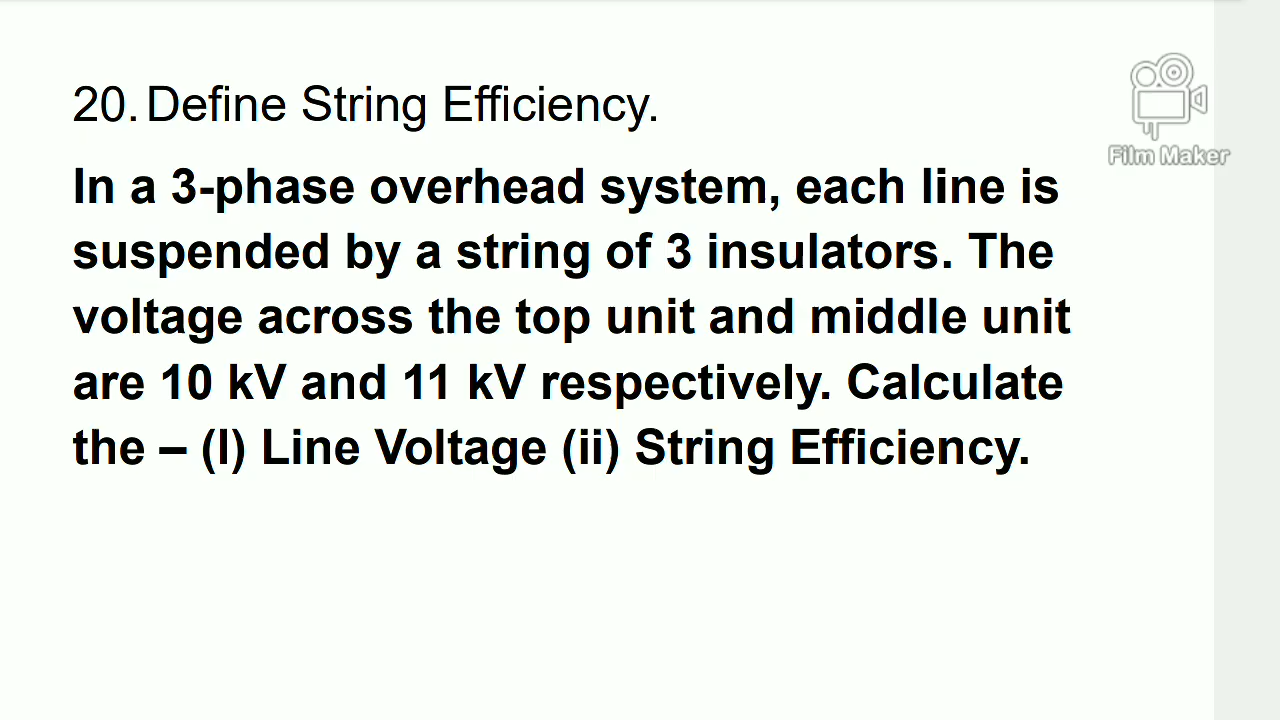 20. Define String Efficiency.
In a 3-phase overhead system, each line is
suspended by a string of 3 insulators. The
voltage across the top unit and middle unit
are 10 kV and 11 kV respectively. Calculate
the – (I) Line Voltage (ii) String Efficiency.
Film Maker